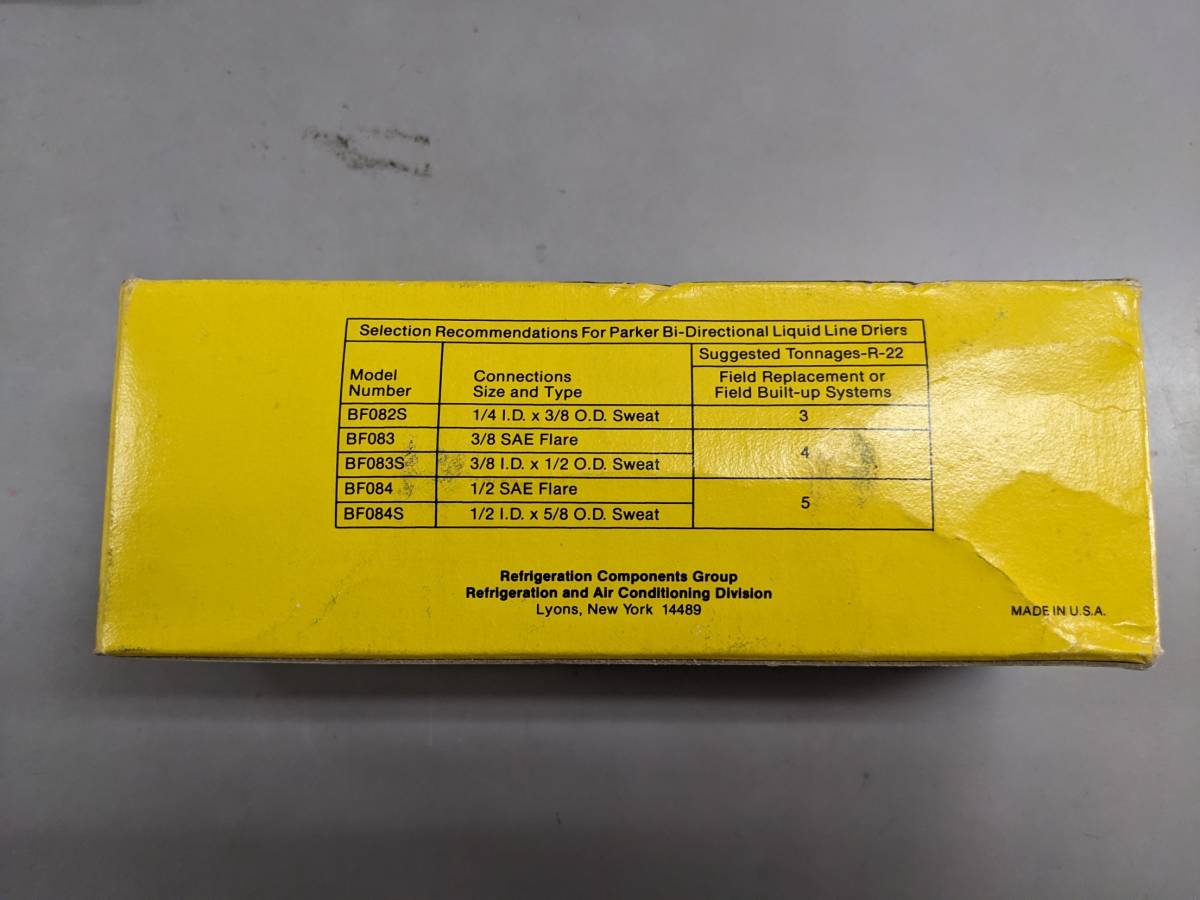 Selection Recommendations For Parker Bi-Directional Liquid Line Driers
Suggested Tonnages-R-22
Model
Number
Connections
Size and Type
Field Replacement or
Field Built-up Systems
BF082S 1/4 I.D. x 3/8 O.D. Sweat 3
BF083 3/8 SAE Flare
4
BF083S 3/8 I.D. x 1/2 O.D. Sweat
BF084 1/2 SAE Flare
5
BF084S 1/2 I.D. x 5/8 O.D. Sweat
Refrigeration Components Group
Refrigeration and Air Conditioning Division
Lyons, New York 14489
MADE IN U.S.A.